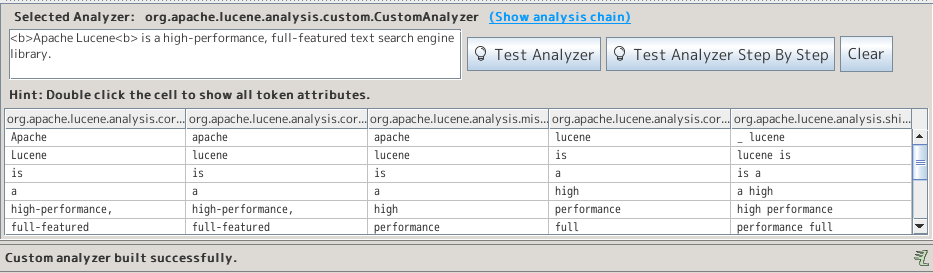 Selected Analyzer: org.apache.lucene.analysis.custom.CustomAnalyzer (Show analysis chain)
<b>Apache Lucene<b> is a high-performance, full-featured text search engine
library.
Test Analyzer Test Analyzer Step By Step Clear
Hint: Double click the cell to show all token attributes.
org.apache.lucene.analysis.cor... org.apache.lucene.analysis.cor... org.apache.lucene.analysis.mis... org.apache.lucene.analysis.cor... org.apache.lucene.analysis.shi...
Apache apache apache lucene _ lucene
Lucene lucene lucene is lucene is
is is is a is a
a a a high a high
high-performance, high-performance, high performance high performance
full-featured full-featured performance full performance full
Custom analyzer built successfully.